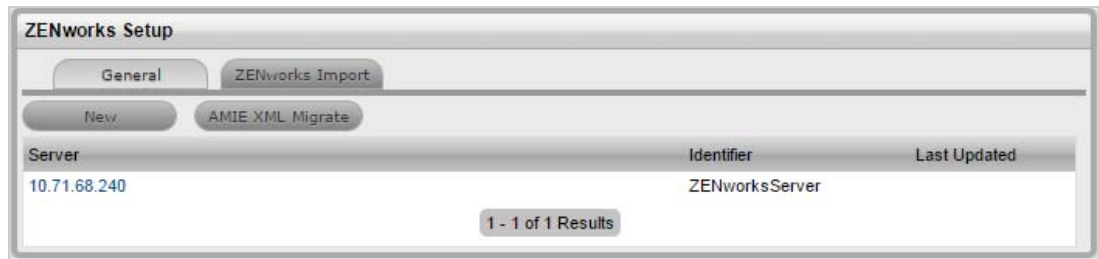 ZENworks Setup
General ZENworks Import
New AMIE XML Migrate
Server Identifier Last Updated
10.71.68.240 ZENworksServer
1 - 1 of 1 Results